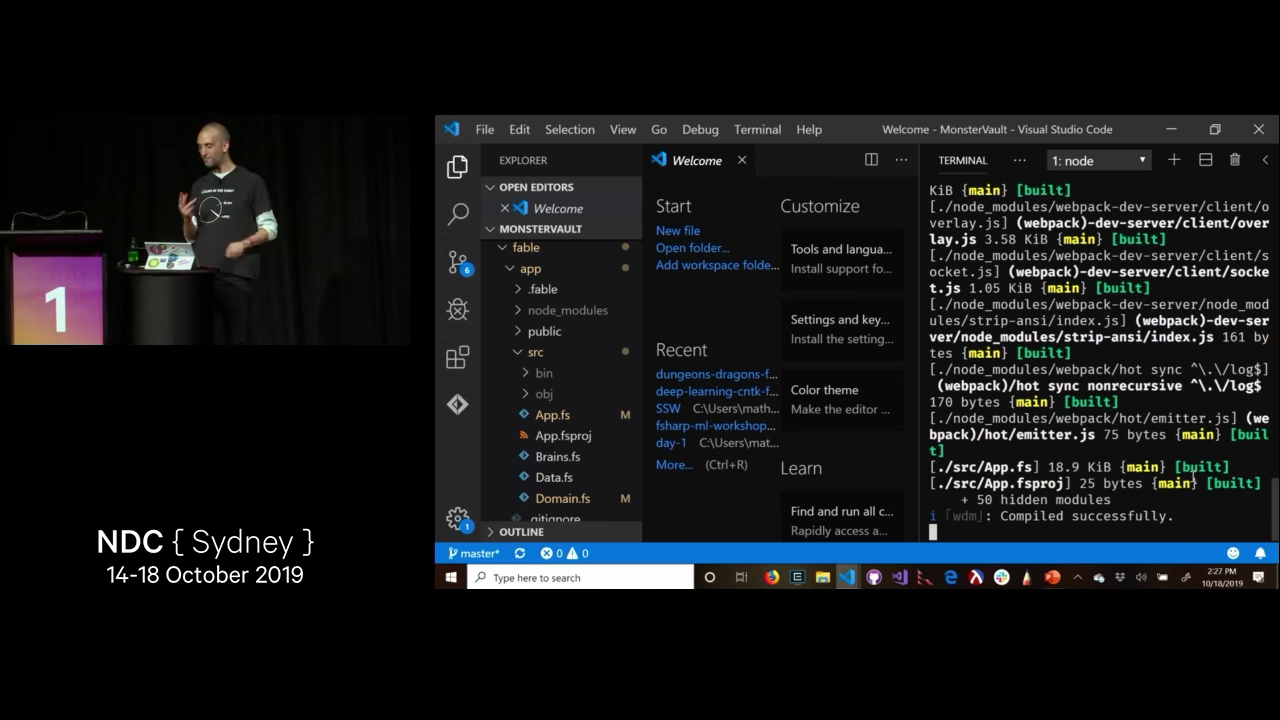 1
NDC { Sydney }
14-18 October 2019
File Edit Selection View Go Debug Terminal Help
Welcome - MonsterVault - Visual Studio Code
EXPLORER
OPEN EDITORS
Welcome
MONSTERVAULT
fable
app
.fable
node_modules
public
src
bin
obj
App.fs M
App.fsproj
Brains.fs
Data.fs
Domain.fs M
.gitignore
OUTLINE
6
1
Welcome
Start
New file
Open folder...
Add workspace folde...
Recent
dungeons-dragons-f...
deep-learning-cntk-f...
SSW C:\Users\math...
fsharp-ml-workshop...
day-1 C:\Users\mat...
More... (Ctrl+R)
Customize
Tools and langua...
Install support fo...
Settings and key...
Install the setting...
Color theme
Make the editor ...
Learn
Find and run all c...
Rapidly access a...
TERMINAL ... 1: node
KiB {main} [built]
[./node_modules/webpack-dev-server/client/o
verlay.js] (webpack)-dev-server/client/over
lay.js 3.58 KiB {main} [built]
[./node_modules/webpack-dev-server/client/s
ocket.js] (webpack)-dev-server/client/socke
t.js 1.05 KiB {main} [built]
[./node_modules/webpack-dev-server/node_mod
ules/strip-ansi/index.js] (webpack)-dev-ser
ver/node_modules/strip-ansi/index.js 161 by
tes {main} [built]
[./node_modules/webpack/hot sync ^\.\/log$]
(webpack)/hot sync nonrecursive ^\.\/log$
170 bytes {main} [built]
[./node_modules/webpack/hot/emitter.js] (we
bpack)/hot/emitter.js 75 bytes {main} [buil
t]
[./src/App.fs] 18.9 KiB {main} [built]
[./src/App.fsproj] 25 bytes {main} [built]
+ 50 hidden modules
i ｢wdm｣: Compiled successfully.
master* 0 0
Type here to search
2:27 PM
10/18/2019